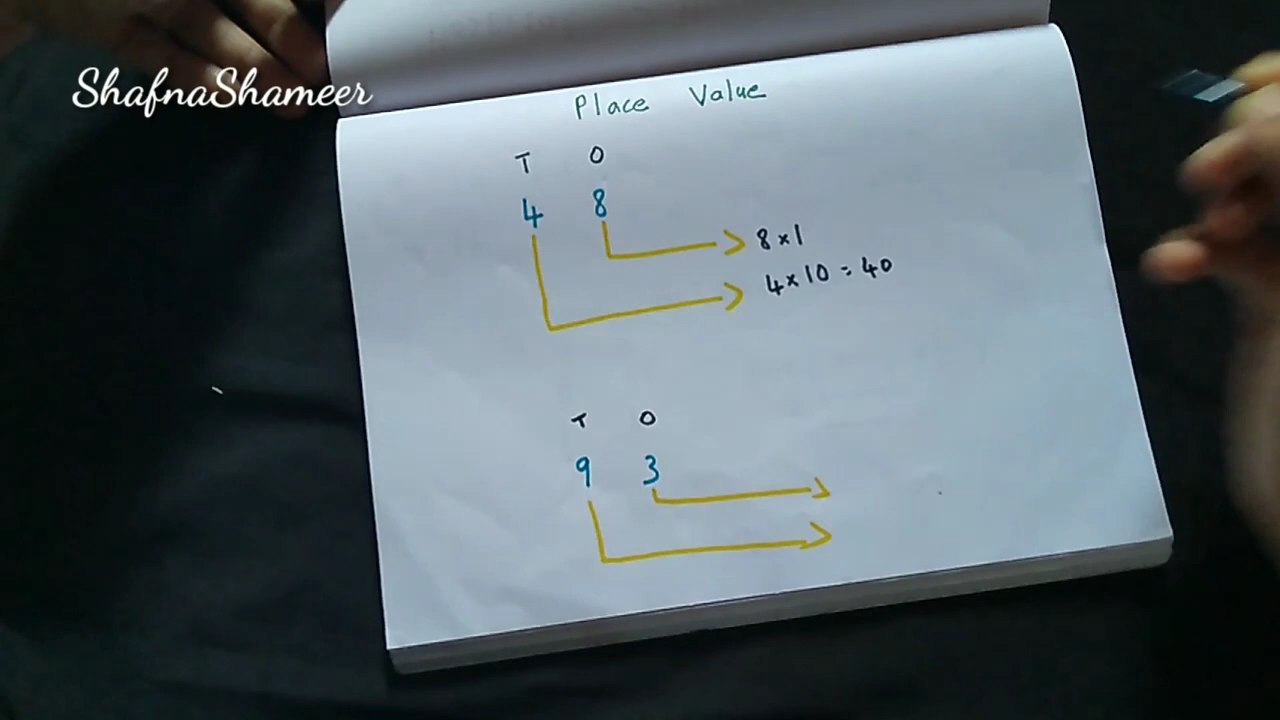 ShafnaShameer
Place Value
T O
4 8
8×1
4×10 = 40
T O
9 3